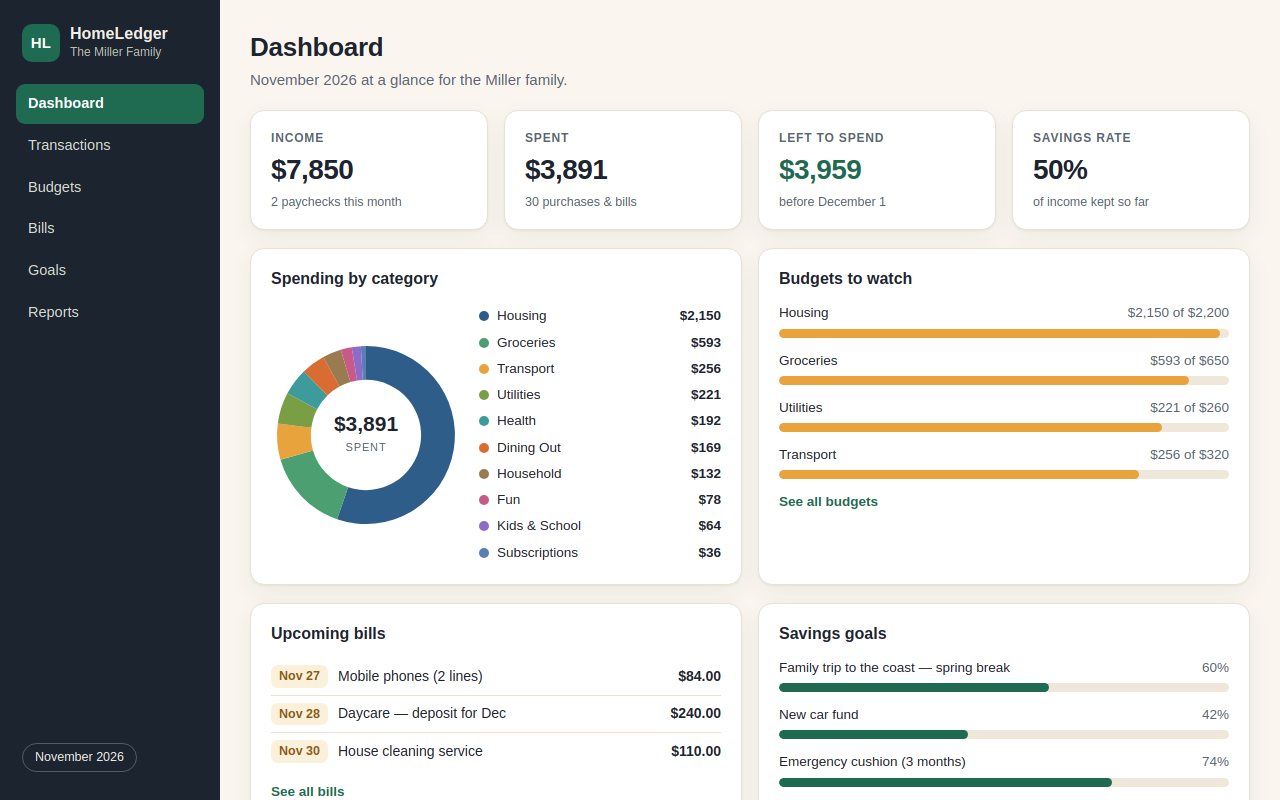 HL
HomeLedger
The Miller Family
Dashboard
Transactions
Budgets
Bills
Goals
Reports
November 2026
Dashboard
November 2026 at a glance for the Miller family.
INCOME
$7,850
2 paychecks this month
SPENT
$3,891
30 purchases & bills
LEFT TO SPEND
$3,959
before December 1
SAVINGS RATE
50%
of income kept so far
Spending by category
$3,891
SPENT
Housing $2,150
Groceries $593
Transport $256
Utilities $221
Health $192
Dining Out $169
Household $132
Fun $78
Kids & School $64
Subscriptions $36
Budgets to watch
Housing $2,150 of $2,200
Groceries $593 of $650
Utilities $221 of $260
Transport $256 of $320
See all budgets
Upcoming bills
Nov 27 Mobile phones (2 lines) $84.00
Nov 28 Daycare — deposit for Dec $240.00
Nov 30 House cleaning service $110.00
See all bills
Savings goals
Family trip to the coast — spring break 60%
New car fund 42%
Emergency cushion (3 months) 74%